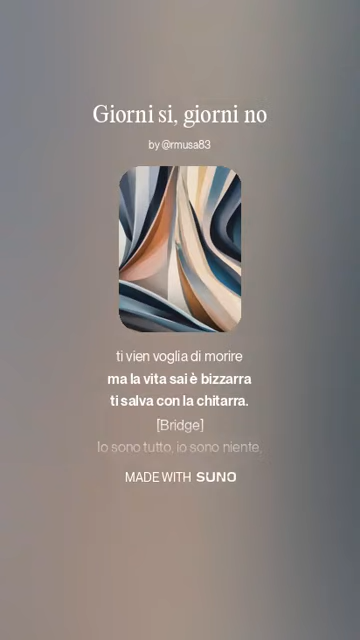 Giorni si, giorni no
by @rmusa83
ti vien voglia di morire
ma la vita sai è bizzarra
ti salva con la chitarra.
[Bridge]
Io sono tutto, io sono niente,
MADE WITH SUNO